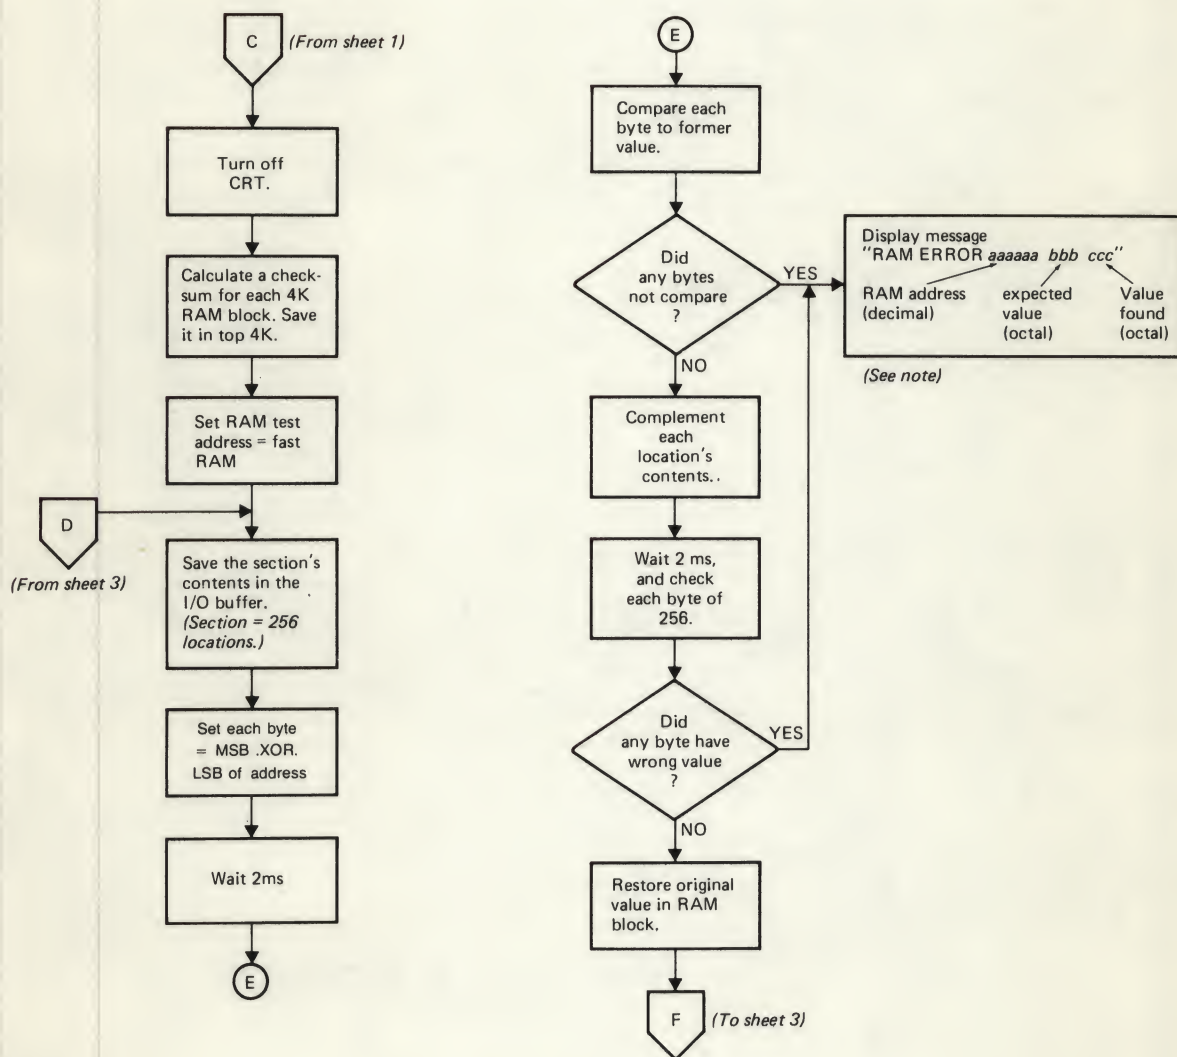 C
(From sheet 1)
Turn off
CRT.
Calculate a check-
sum for each 4K
RAM block. Save
it in top 4K.
Set RAM test
address = fast
RAM
D
(From sheet 3)
Save the section's
contents in the
I/O buffer.
(Section = 256
locations.)
Set each byte
= MSB .XOR.
LSB of address
Wait 2ms
E
E
Compare each
byte to former
value.
Did
any bytes
not compare
?
YES
NO
Display message
"RAM ERROR aaaaaa bbb ccc"
RAM address
(decimal)
expected
value
(octal)
Value
found
(octal)
(See note)
Complement
each
location's
contents..
Wait 2 ms,
and check
each byte of
256.
Did
any byte have
wrong value
?
YES
NO
Restore original
value in RAM
block.
F
(To sheet 3)